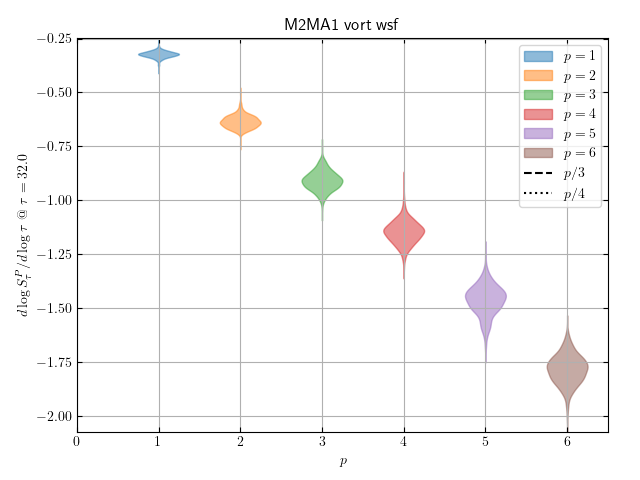 M2MA1 vort wsf
−0.25
−0.50
−0.75
−1.00
−1.25
−1.50
−1.75
−2.00
d log S_τ^P / d log τ @ τ = 32.0
0 1 2 3 4 5 6
p
p = 1
p = 2
p = 3
p = 4
p = 5
p = 6
p/3
p/4